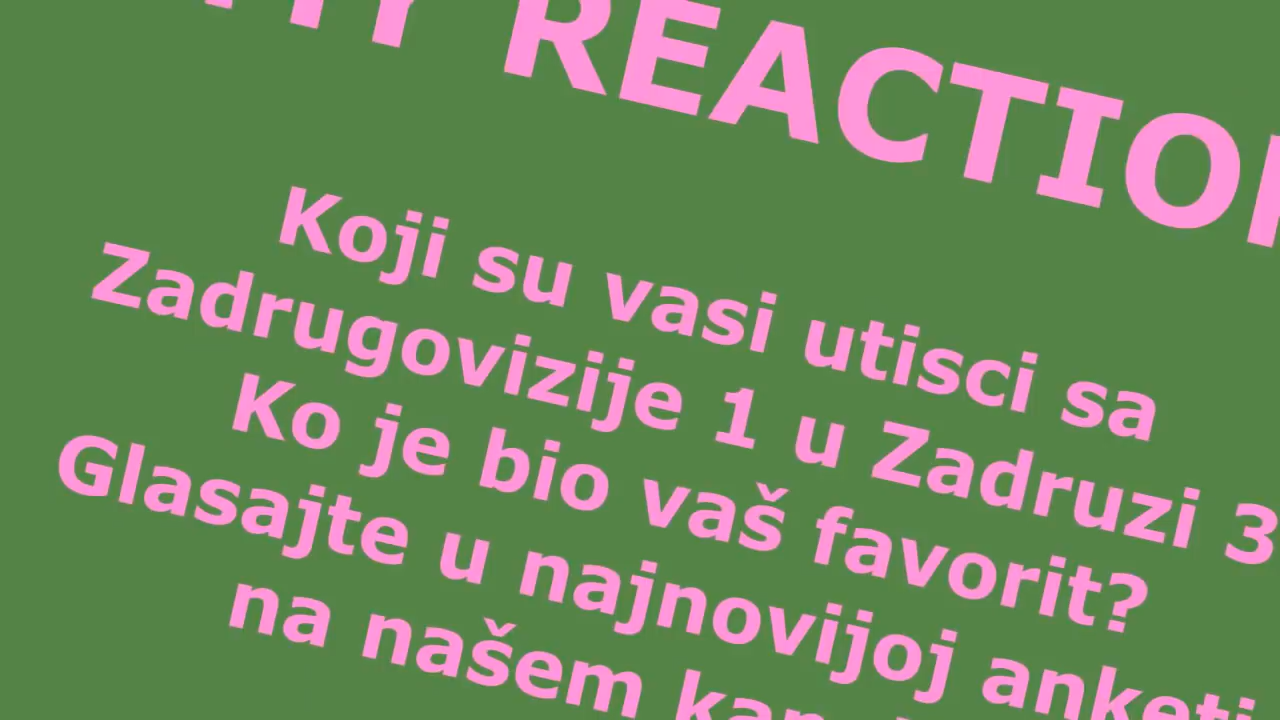 REACTION
Koji su vasi utisci sa
Zadrugovizije 1 u Zadruzi 3
Ko je bio vaš favorit?
Glasajte u najnovijoj anketi
na našem